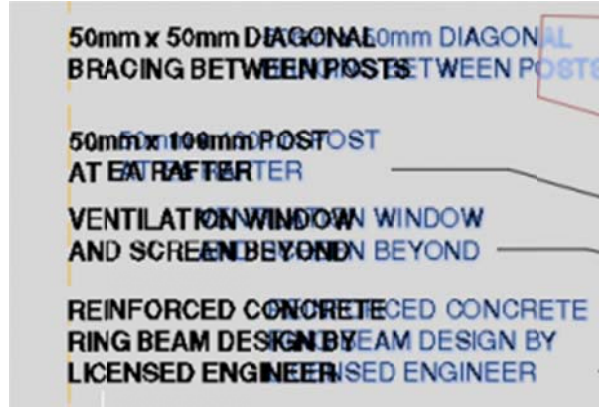 50mm x 50mm DIAGONAL
BRACING BETWEEN POSTS
50mm x 100mm POST
AT EA RAFTER
VENTILATION WINDOW
AND SCREEN BEYOND
REINFORCED CONCRETE
RING BEAM DESIGN BY
LICENSED ENGINEER